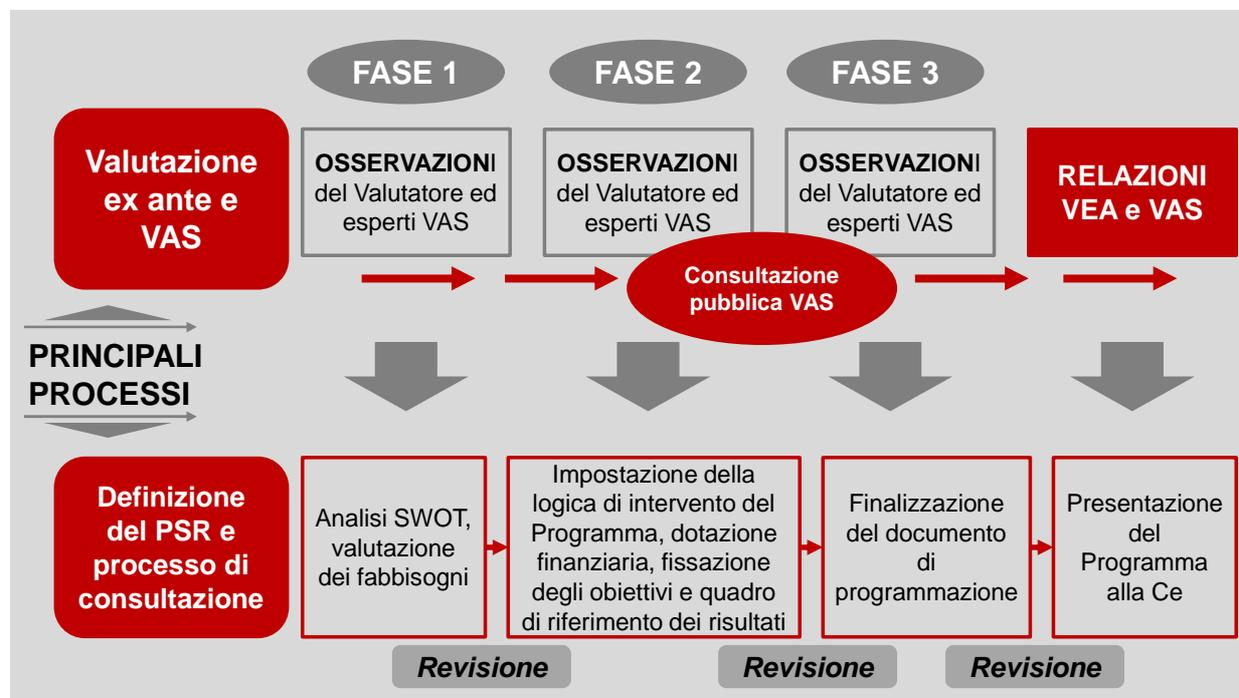 FASE 1
FASE 2
FASE 3
Valutazione
ex ante e
VAS
OSSERVAZIONI
del Valutatore ed
esperti VAS
OSSERVAZIONI
del Valutatore ed
esperti VAS
OSSERVAZIONI
del Valutatore ed
esperti VAS
RELAZIONI
VEA e VAS
Consultazione
pubblica VAS
PRINCIPALI
PROCESSI
Definizione
del PSR e
processo di
consultazione
Analisi SWOT,
valutazione
dei fabbisogni
Impostazione della
logica di intervento del
Programma, dotazione
finanziaria, fissazione
degli obiettivi e quadro
di riferimento dei risultati
Finalizzazione
del documento
di
programmazione
Presentazione
del
Programma
alla Ce
Revisione
Revisione
Revisione